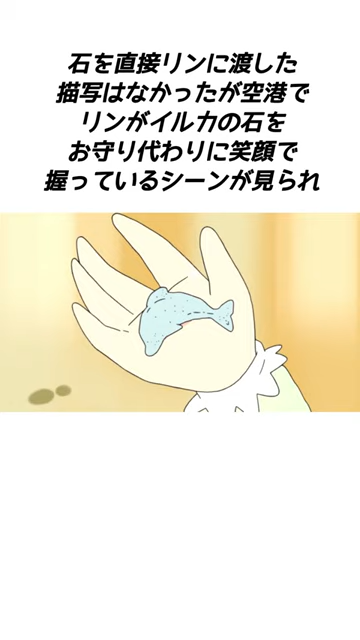 石を直接リンに渡した
描写はなかったが空港で
リンがイルカの石を
お守り代わりに笑顔で
握っているシーンが見られ